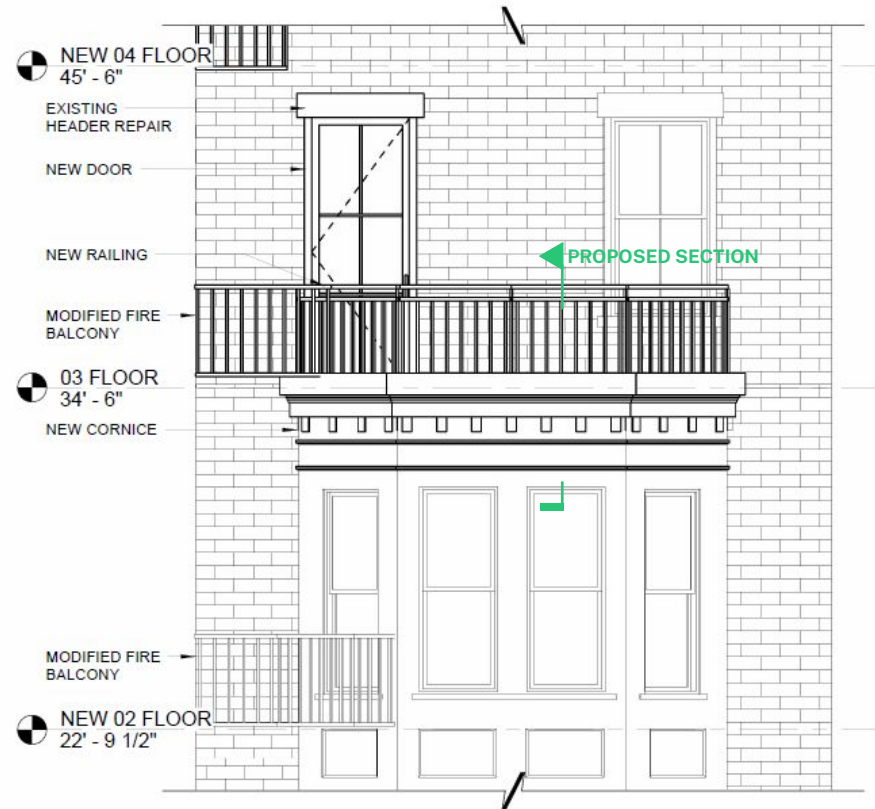 NEW 04 FLOOR
45' - 6"
EXISTING
HEADER REPAIR
NEW DOOR
NEW RAILING
PROPOSED SECTION
MODIFIED FIRE
BALCONY
03 FLOOR
34' - 6"
NEW CORNICE
MODIFIED FIRE
BALCONY
NEW 02 FLOOR
22' - 9 1/2"